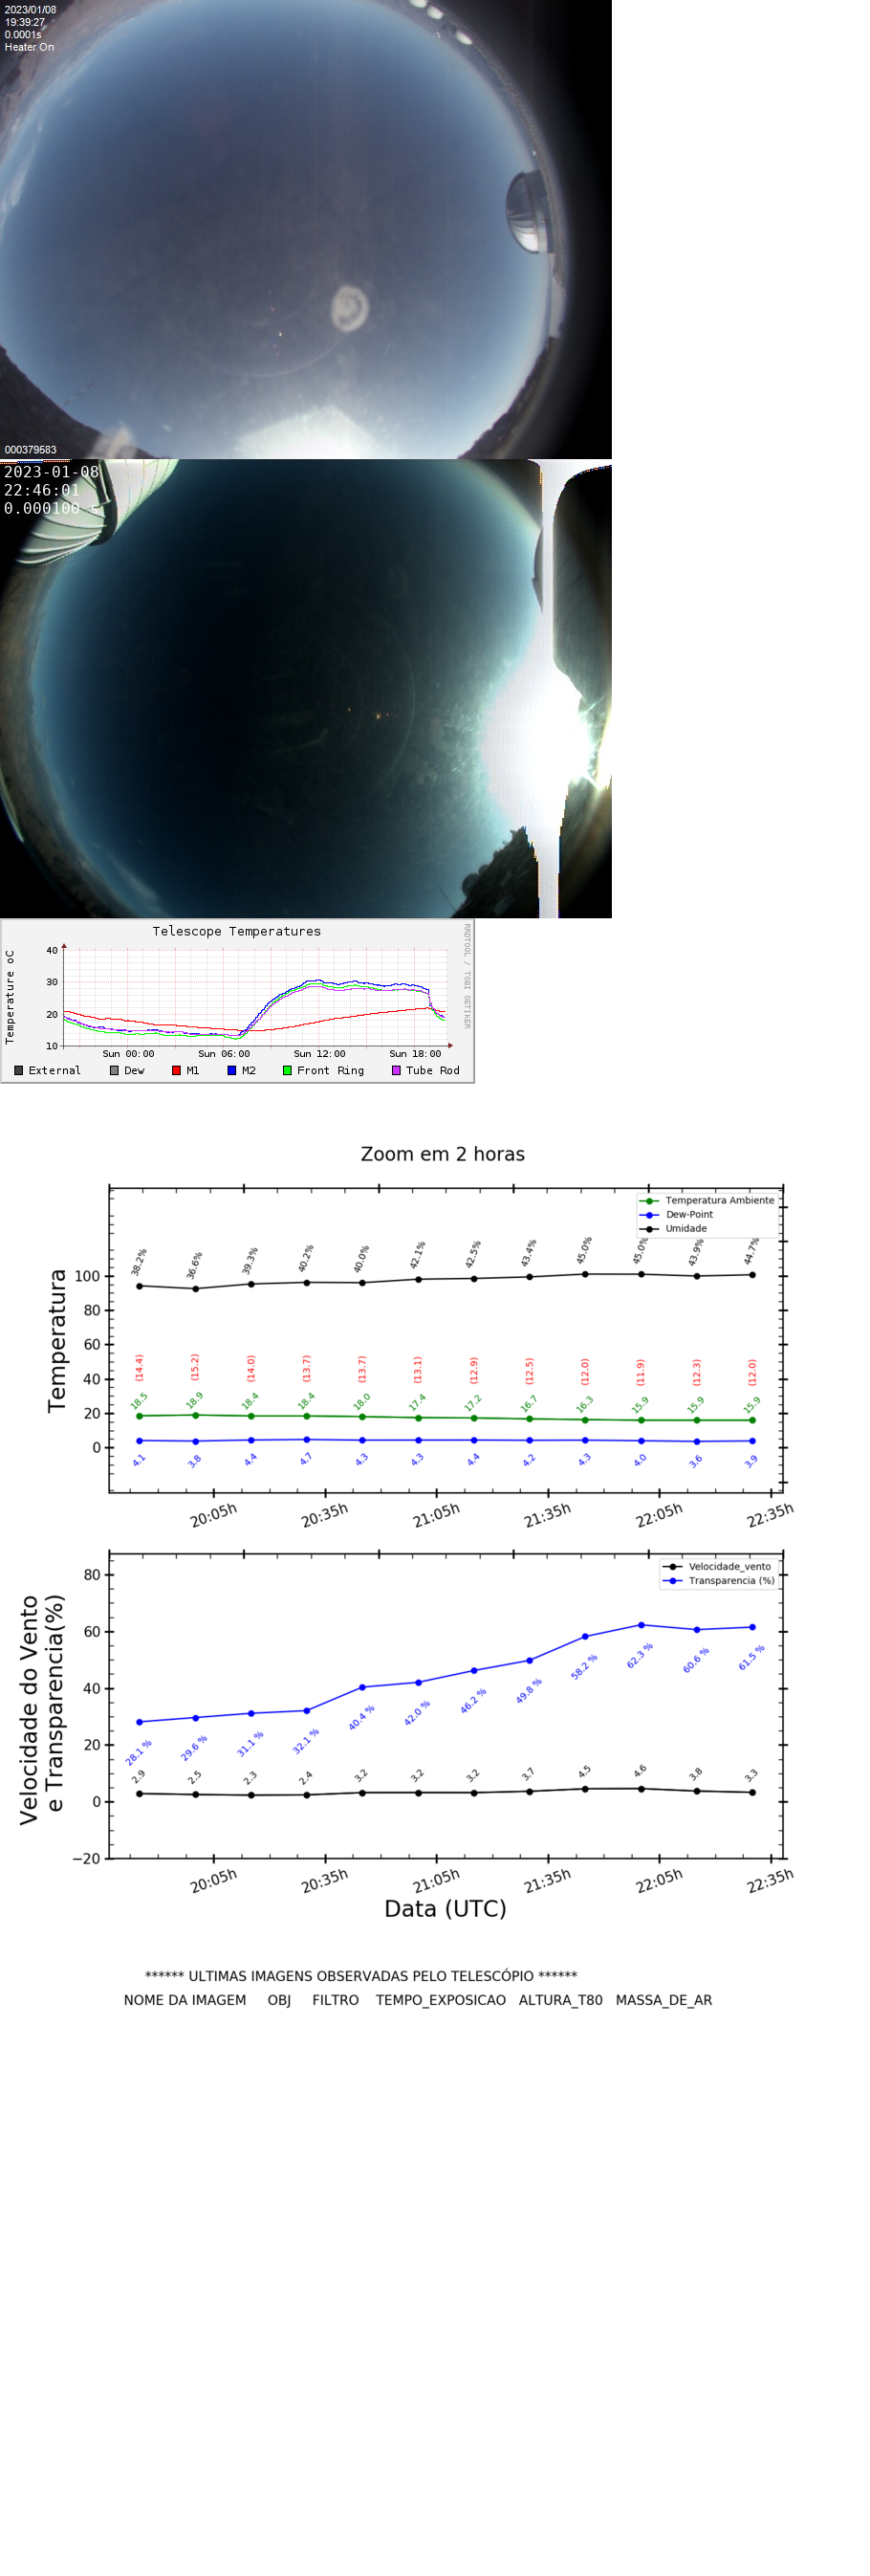 2023/01/08
19:39:27
0.0001s
Heater On
000379583
2023-01-08
22:46:01
0.000100 s
Telescope Temperatures
RRDTOOL / TOBI OETIKER
Temperature oC
40
30
20
10
Sun 00:00 Sun 06:00 Sun 12:00 Sun 18:00
External Dew M1 M2 Front Ring Tube Rod
Zoom em 2 horas
Temperatura Ambiente
Dew-Point
Umidade
Temperatura
100
80
60
40
20
0
38.2% 36.6% 39.3% 40.2% 40.0% 42.1% 42.5% 43.4% 45.0% 45.0% 43.9% 44.7%
(14.4) (15.2) (14.0) (13.7) (13.7) (13.1) (12.9) (12.5) (12.0) (11.9) (12.3) (12.0)
18.5 18.9 18.4 18.4 18.0 17.4 17.2 16.7 16.3 15.9 15.9 15.9
4.1 3.8 4.4 4.7 4.3 4.3 4.4 4.2 4.3 4.0 3.6 3.9
20:05h 20:35h 21:05h 21:35h 22:05h 22:35h
Velocidade_vento
Transparencia (%)
Velocidade do Vento
e Transparencia(%)
80
60
40
20
0
−20
28.1 % 29.6 % 31.1 % 32.1 % 40.4 % 42.0 % 46.2 % 49.8 % 58.2 % 62.3 % 60.6 % 61.5 %
2.9 2.5 2.3 2.4 3.2 3.2 3.2 3.7 4.5 4.6 3.8 3.3
20:05h 20:35h 21:05h 21:35h 22:05h 22:35h
Data (UTC)
****** ULTIMAS IMAGENS OBSERVADAS PELO TELESCÓPIO ******
NOME DA IMAGEM OBJ FILTRO TEMPO_EXPOSICAO ALTURA_T80 MASSA_DE_AR